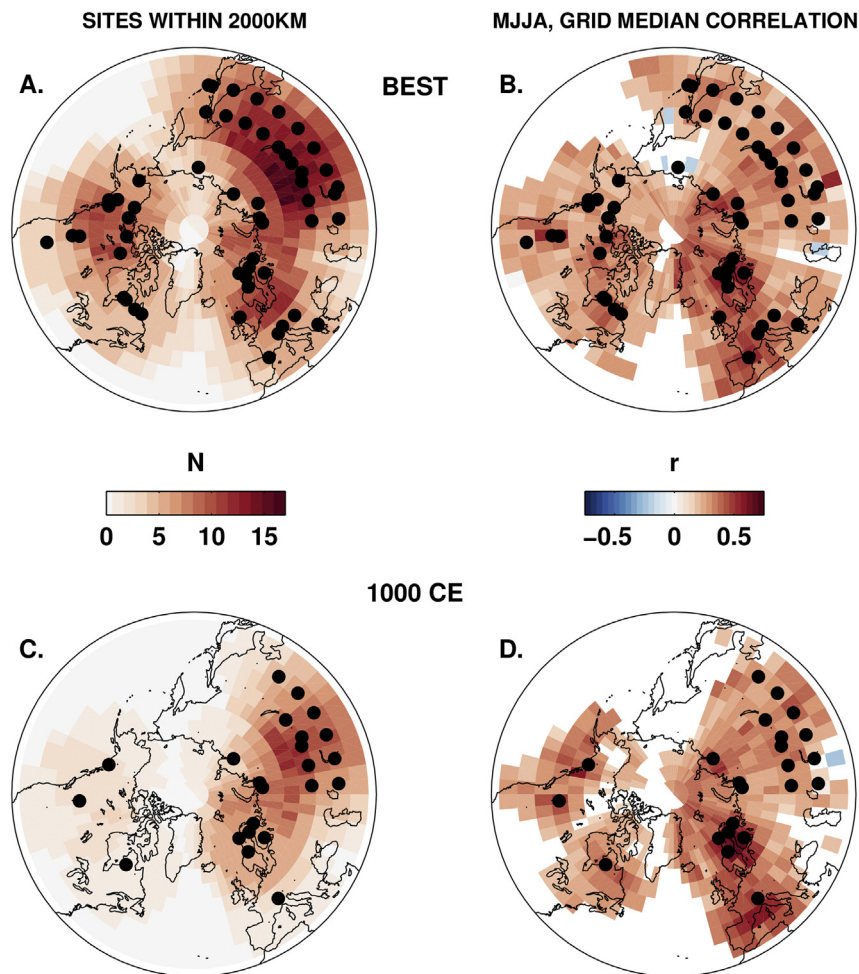 SITES WITHIN 2000KM
MJJA, GRID MEDIAN CORRELATION
A.
BEST
B.
N
r
0 5 10 15
−0.5 0 0.5
1000 CE
C.
D.